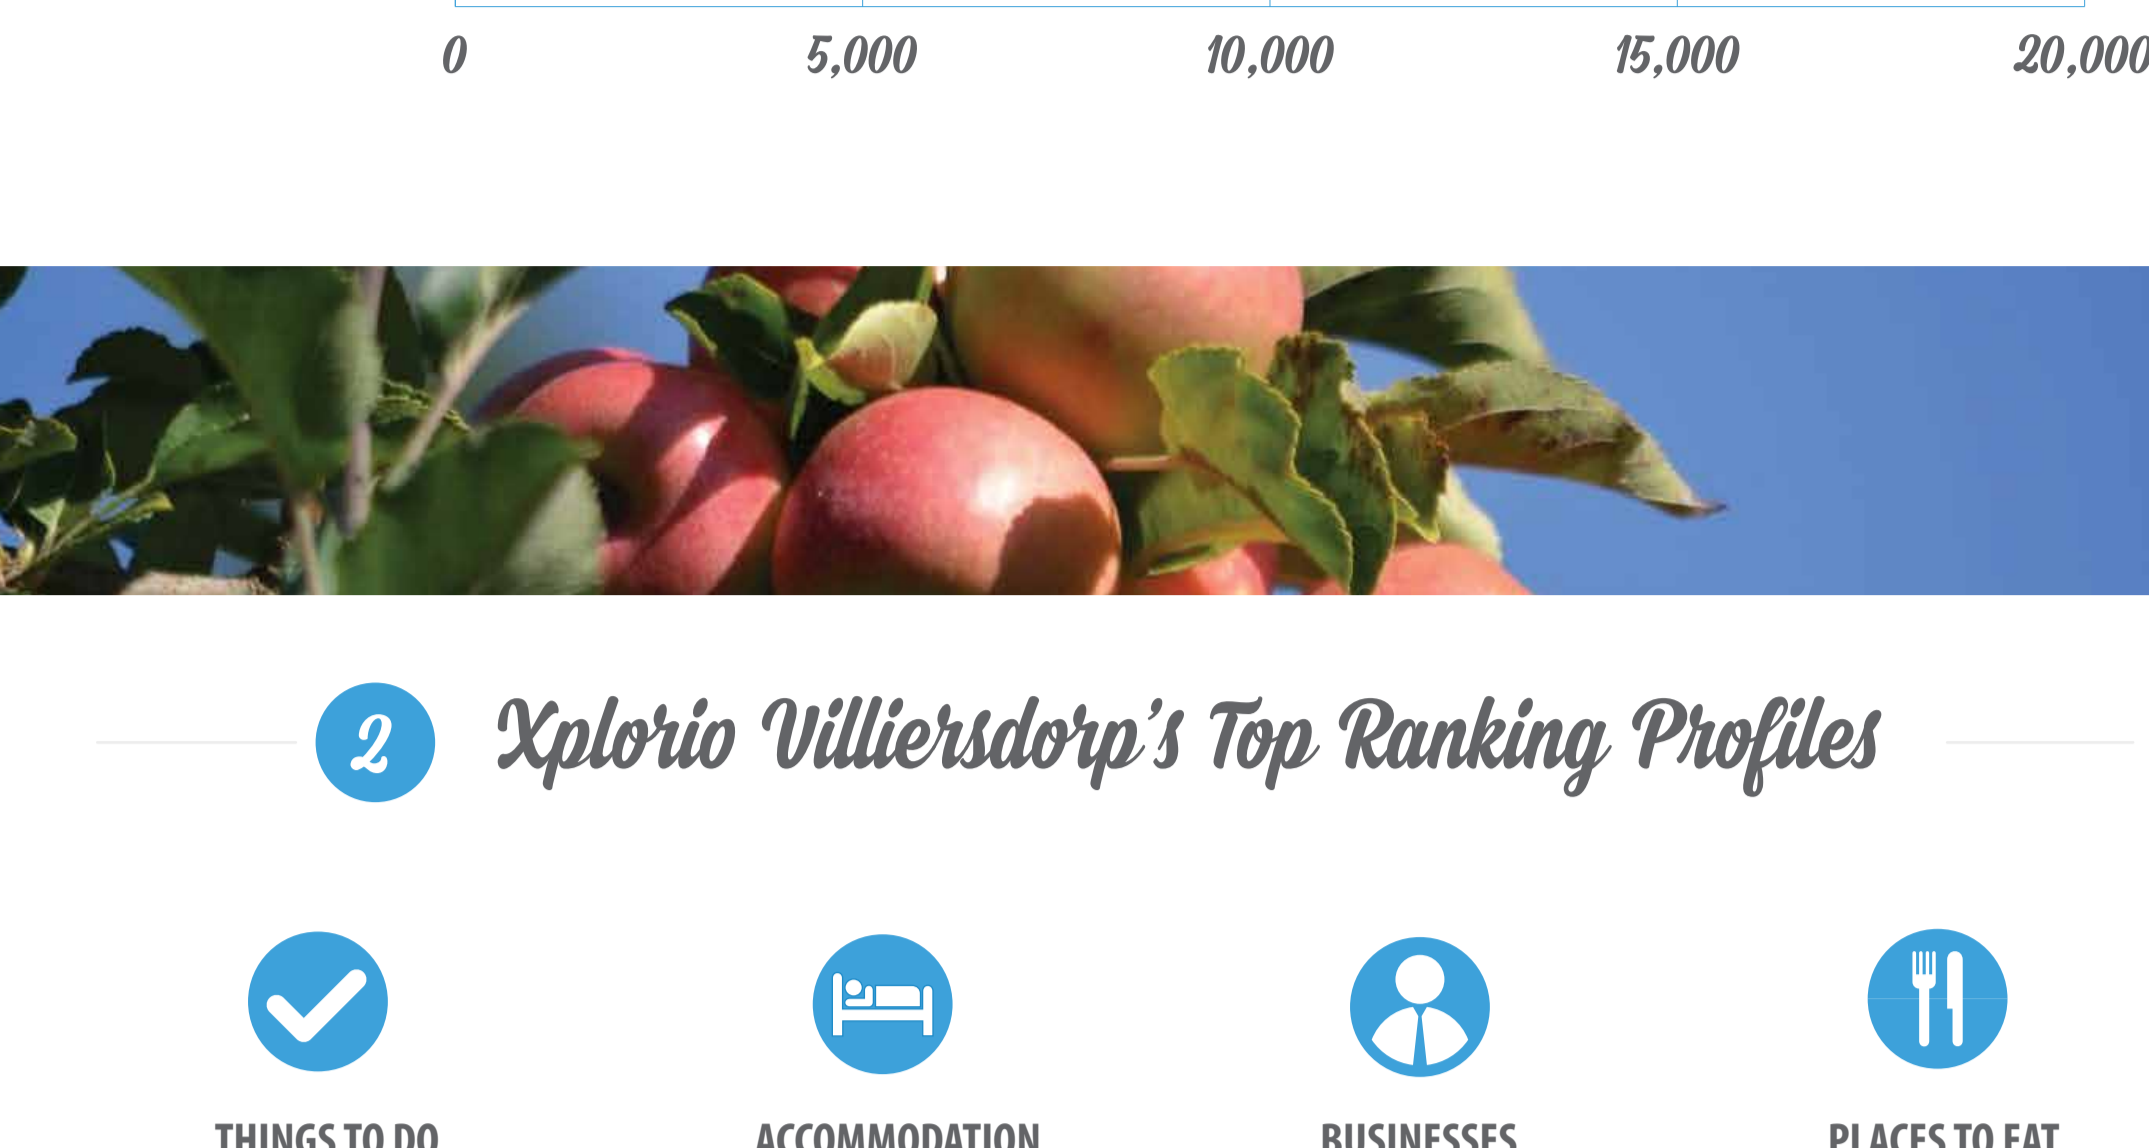 0 5,000 10,000 15,000 20,000
2 Xplorio Villiersdorp's Top Ranking Profiles
THINGS TO DO ACCOMMODATION BUSINESSES PLACES TO EAT